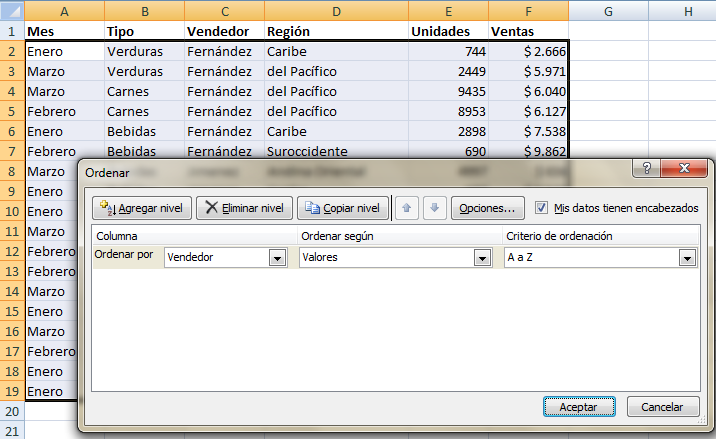 A B C D E F G H
1 Mes Tipo Vendedor Región Unidades Ventas
2 Enero Verduras Fernández Caribe 744 $ 2.666
3 Marzo Verduras Fernández del Pacífico 2449 $ 5.971
4 Marzo Carnes Fernández del Pacífico 9435 $ 6.040
5 Febrero Carnes Fernández del Pacífico 8953 $ 6.127
6 Enero Bebidas Fernández Caribe 2898 $ 7.538
7 Febrero Bebidas Fernández Suroccidente 690 $ 9.862
8 Marzo
9 Enero
10 Enero
11 Marzo
12 Febrero
13 Febrero
14 Marzo
15 Enero
16 Marzo
17 Febrero
18 Enero
19 Enero
20
21
Ordenar
Agregar nivel Eliminar nivel Copiar nivel Opciones... Mis datos tienen encabezados
Columna Ordenar según Criterio de ordenación
Ordenar por Vendedor Valores A a Z
Aceptar Cancelar